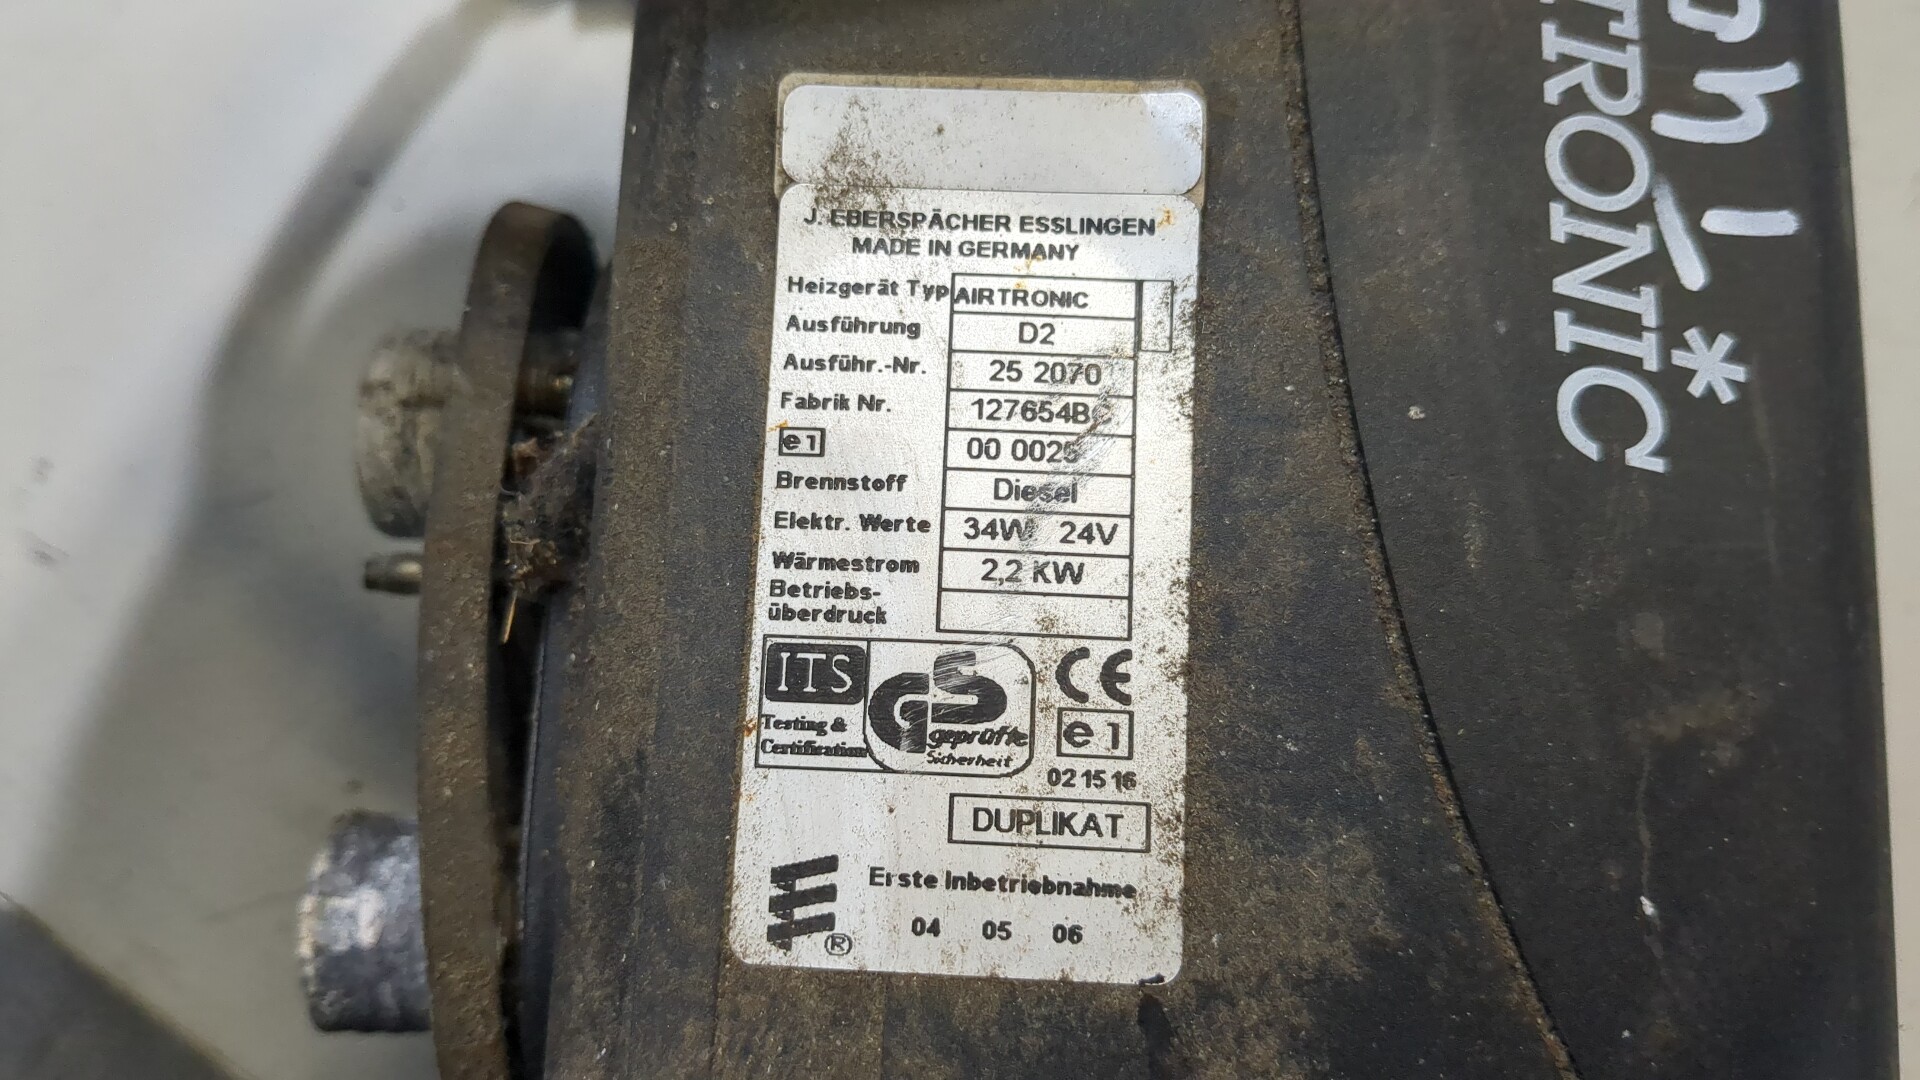 J. EBERSPÄCHER ESSLINGEN
MADE IN GERMANY
Heizgerät Typ AIRTRONIC
Ausführung D2
Ausführ.-Nr. 25 2070
Fabrik Nr. 127654B
e1 00 0025
Brennstoff Diesel
Elektr. Werte 34W 24V
Wärmestrom 2,2 KW
Betriebs-
überdruck
ITS
Testing &
Certification
GS
geprüfte
Sicherheit
CE
e1
02 15 16
DUPLIKAT
Erste Inbetriebnahme
04 05 06
®
TRONIC